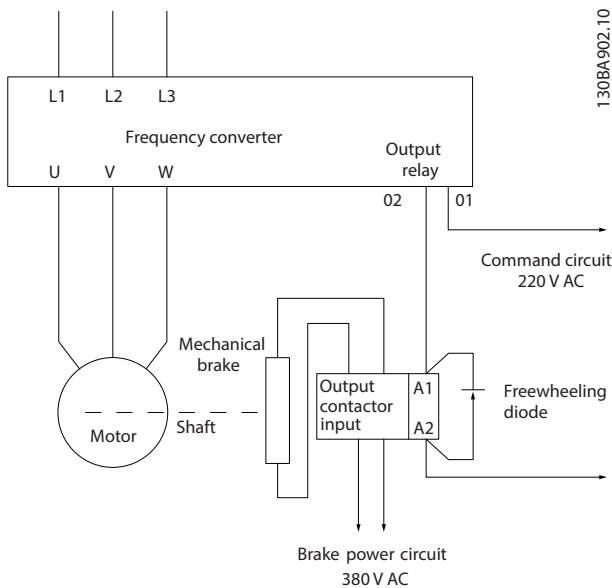 130BA902.10
L1 L2 L3
Frequency converter
U V W
Output
relay
02 01
Command circuit
220 V AC
Mechanical
brake
Output
contactor
input
A1
A2
Freewheeling
diode
Motor
Shaft
Brake power circuit
380 V AC